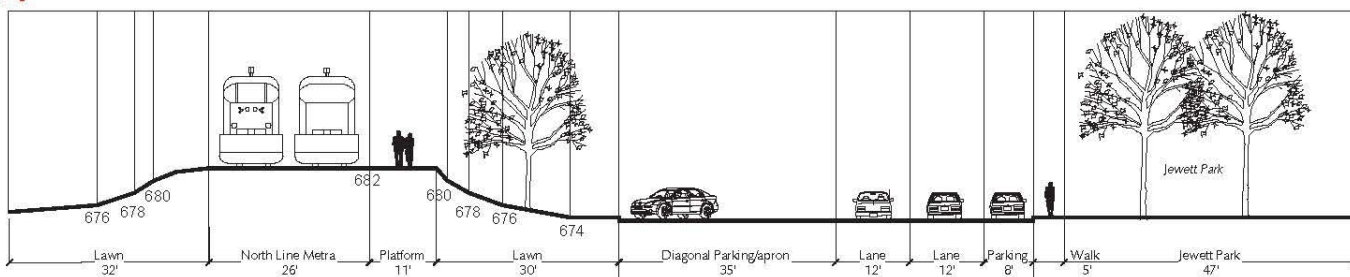 Jewett Park
682
680
680
678
678
676
676
674
Lawn
North Line Metra
Platform
Lawn
Diagonal Parking/apron
Lane
Lane
Parking
Walk
Jewett Park
32'
26'
11'
30'
35'
12'
12'
8'
5'
47'